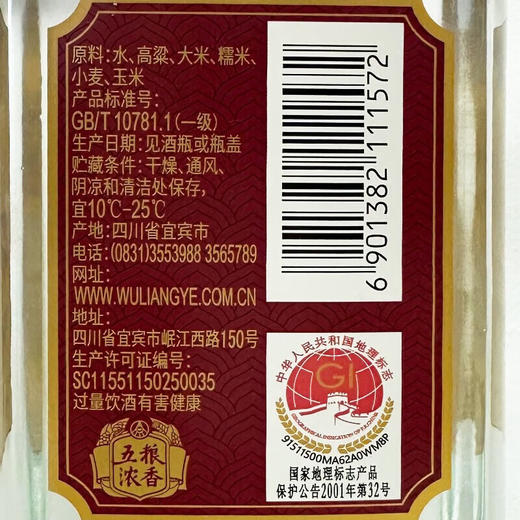 原料：水、高粱、大米、糯米、
小麦、玉米
产品标准号：
GB/T 10781.1（一级）
生产日期：见酒瓶或瓶盖
贮藏条件：干燥、通风、
阴凉和清洁处保存，
宜10℃-25℃
产地：四川省宜宾市
电话：(0831)3553988 3565789
网址：
WWW.WULIANGYE.COM.CN
地址：
四川省宜宾市岷江西路150号
生产许可证编号：
SC11551150250035
过量饮酒有害健康
五粮
浓香
6901382111572
中华人民共和国地理标志
GI
GEOGRAPHICAL INDICATION OF P.R.CHINA
91511500MA62A0WMBP
国家地理标志产品
保护公告2001年第32号